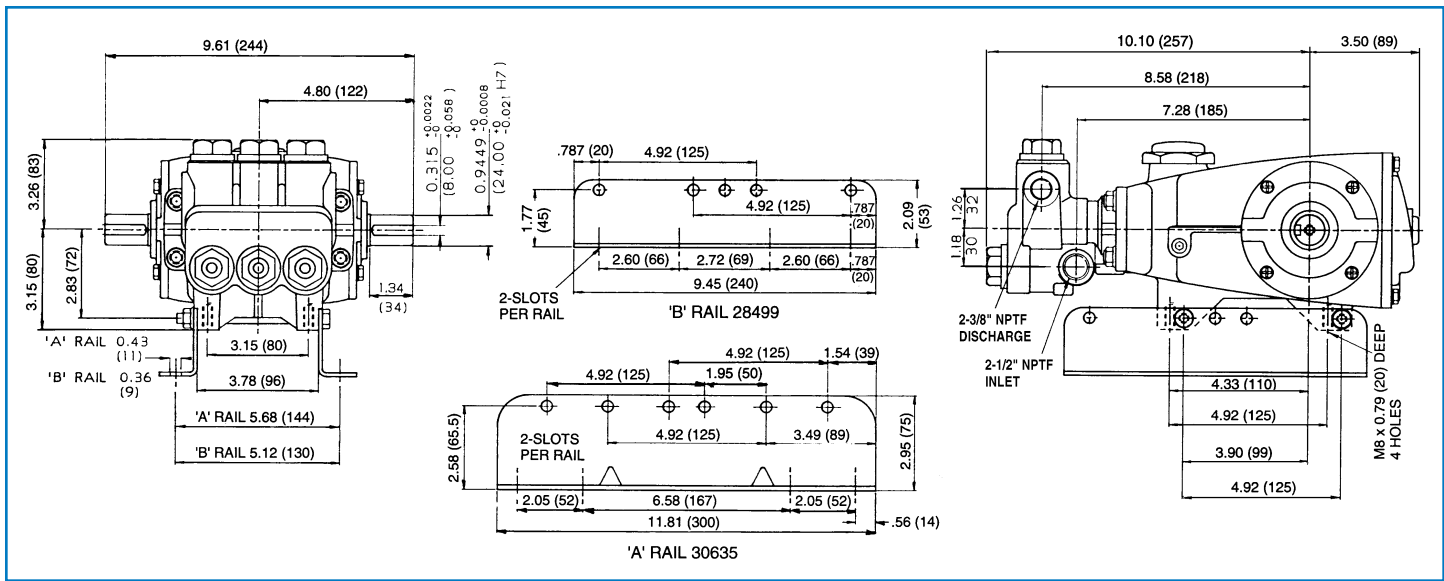 9.61 (244)
4.80 (122)
3.26 (83)
3.15 (80)
2.83 (72)
0.315 +0.0022 -0
(8.00 +0.058 -0)
0.9449 +0 -0.0008
(24.00 +0 -0.021 H7)
1.34
(34)
'A' RAIL 0.43
(11)
'B' RAIL 0.36
(9)
3.15 (80)
3.78 (96)
'A' RAIL 5.68 (144)
'B' RAIL 5.12 (130)
.787 (20)
4.92 (125)
1.77
(45)
4.92 (125)
.787
(20)
2.09
(53)
2.60 (66)
2.72 (69)
2.60 (66)
.787
(20)
2-SLOTS
PER RAIL
9.45 (240)
'B' RAIL 28499
4.92 (125)
1.54 (39)
4.92 (125)
1.95 (50)
2.58 (65.5)
2-SLOTS
PER RAIL
4.92 (125)
3.49 (89)
2.95 (75)
2.05 (52)
6.58 (167)
2.05 (52)
.56 (14)
11.81 (300)
'A' RAIL 30635
10.10 (257)
3.50 (89)
8.58 (218)
7.28 (185)
1.26
32
1.18
30
2-3/8" NPTF
DISCHARGE
2-1/2" NPTF
INLET
4.33 (110)
4.92 (125)
3.90 (99)
4.92 (125)
M8 x 0.79 (20) DEEP
4 HOLES